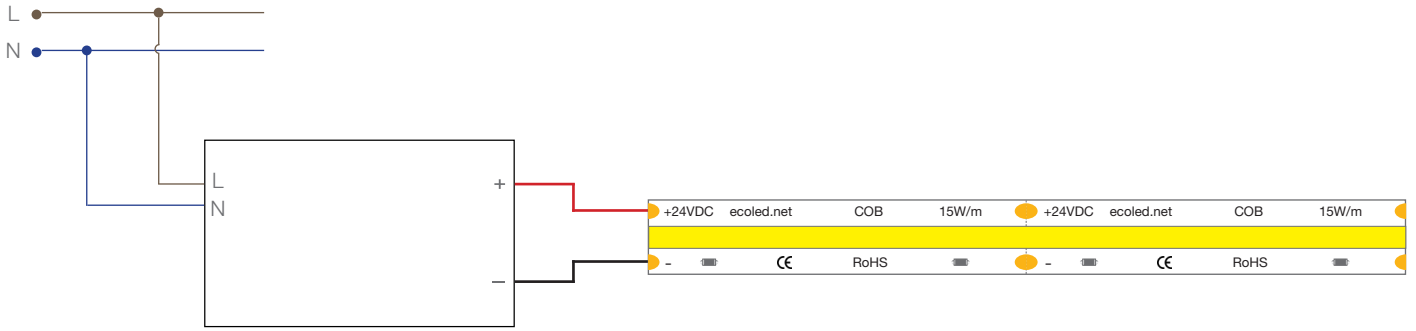 L
N
L
N
+
–
+24VDC ecoled.net COB 15W/m +24VDC ecoled.net COB 15W/m
- CE RoHS - CE RoHS